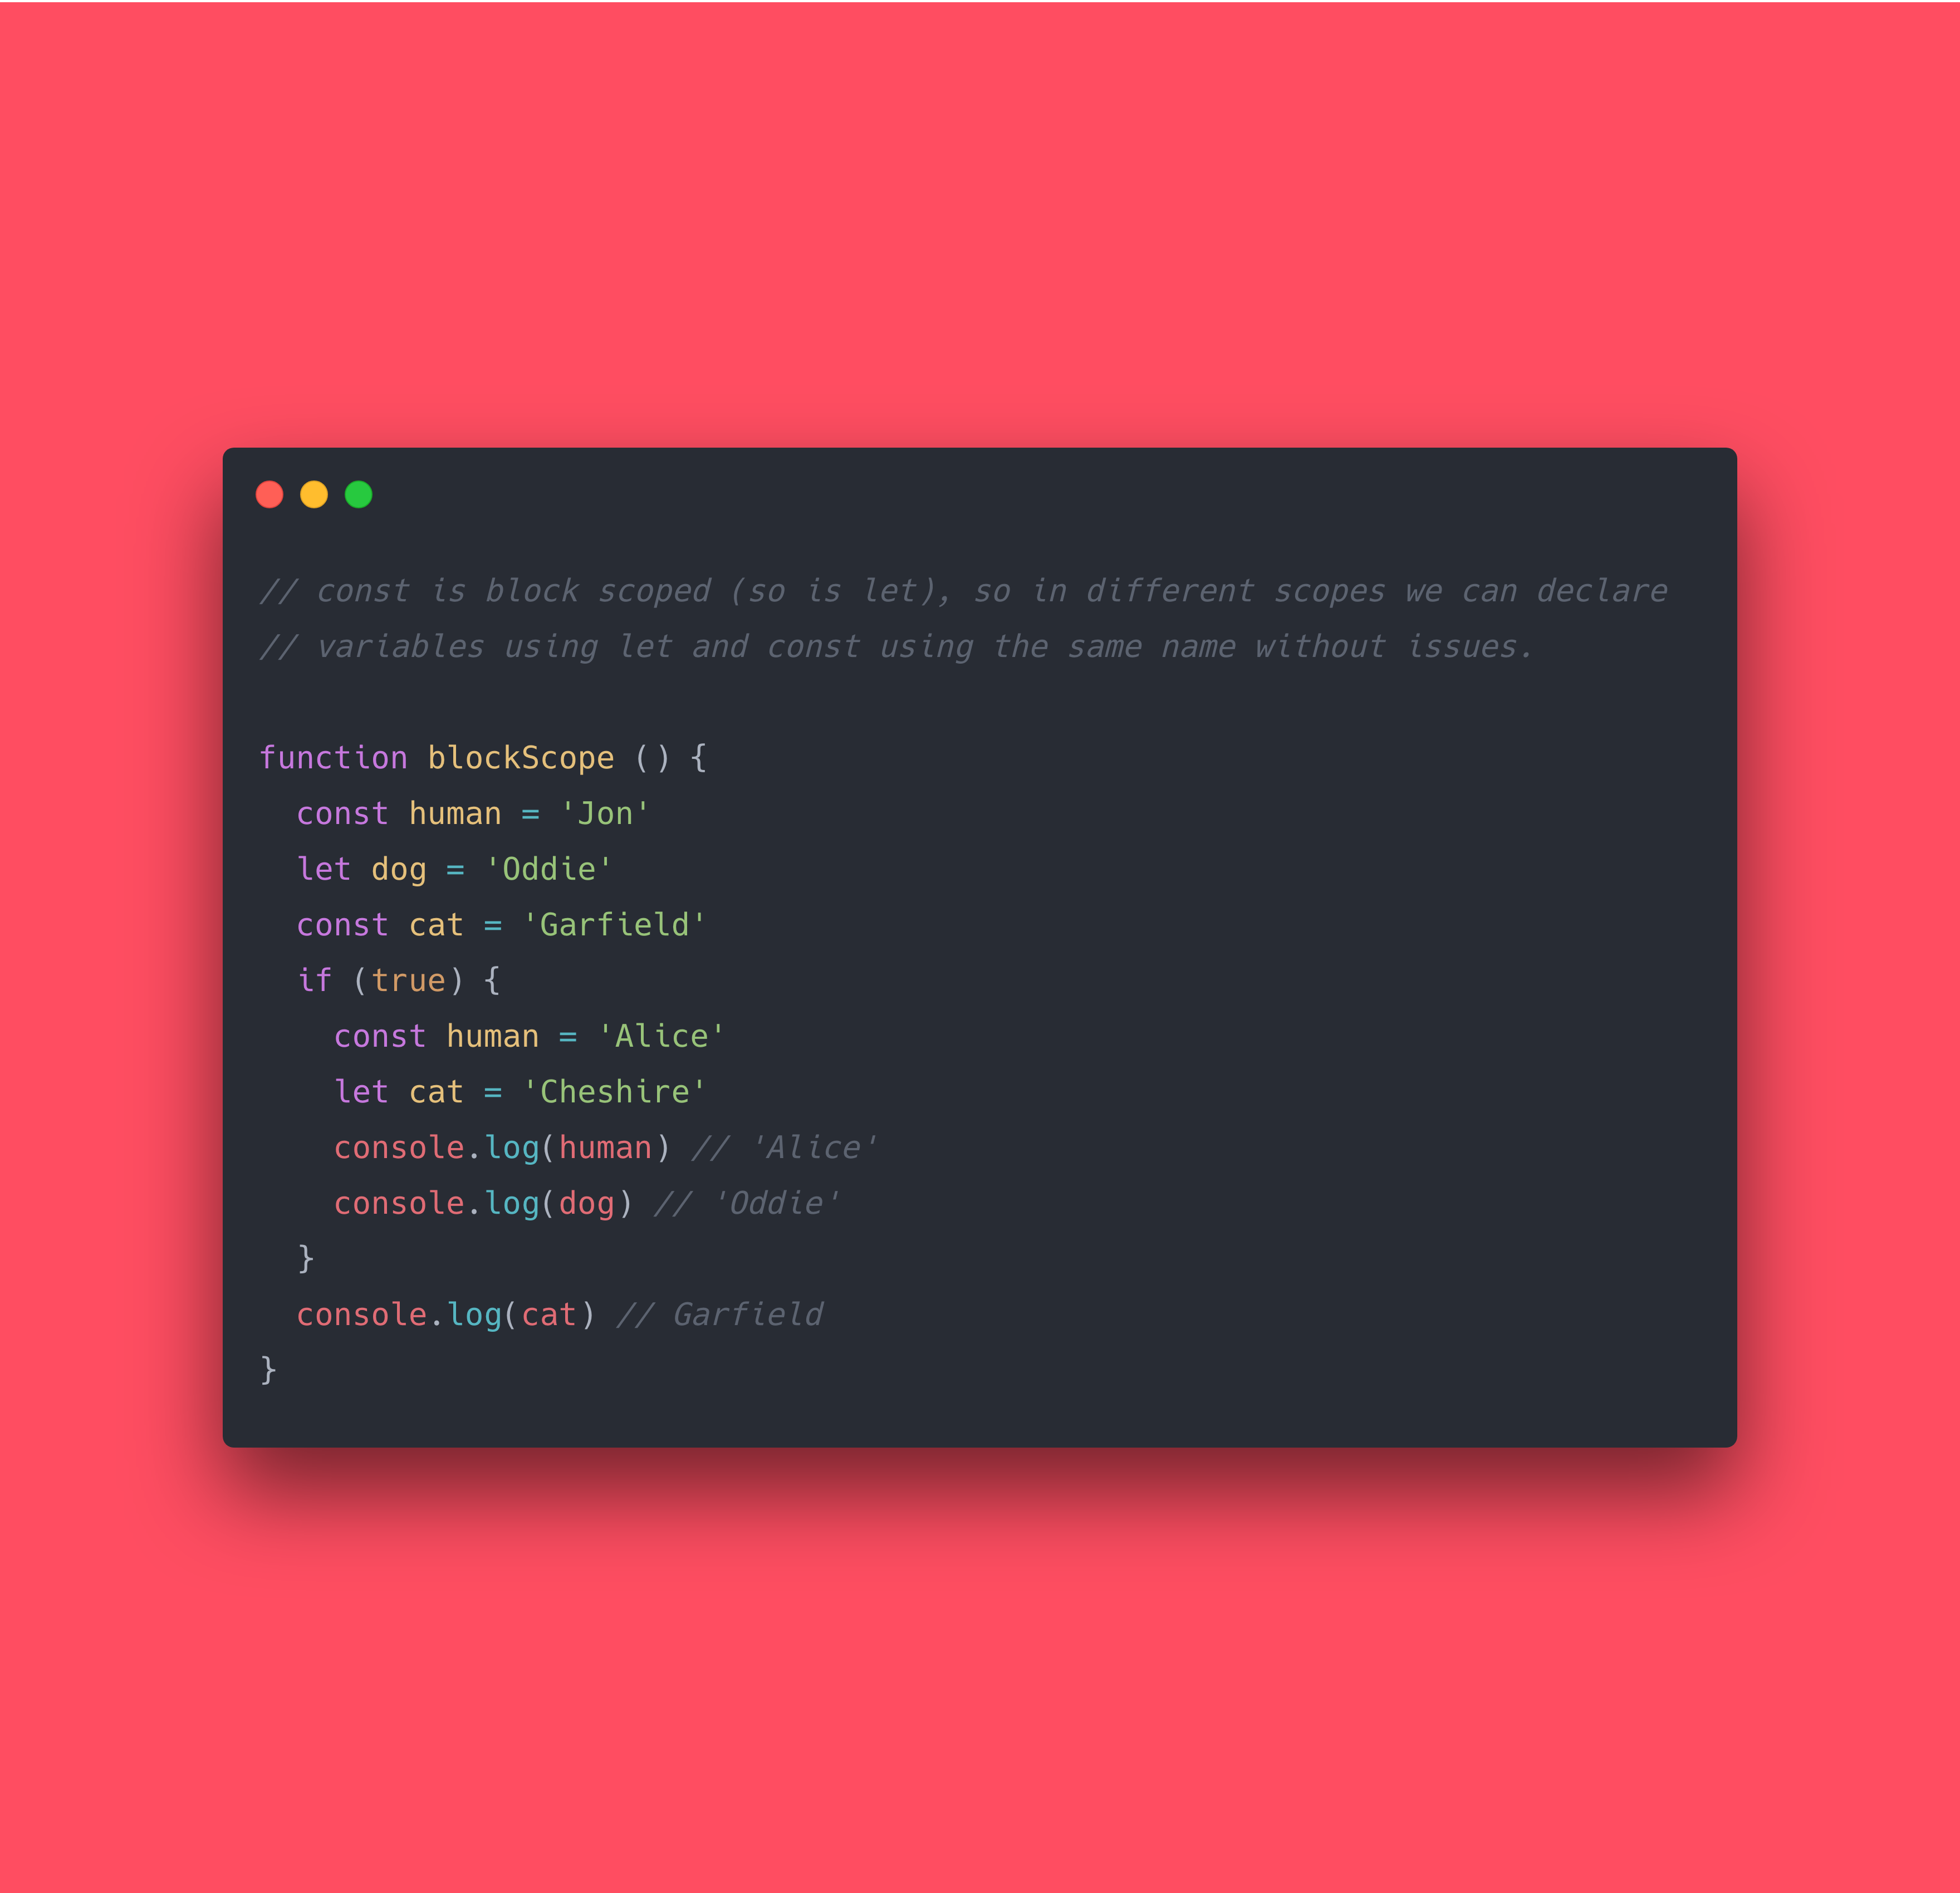 // const is block scoped (so is let), so in different scopes we can declare
// variables using let and const using the same name without issues.
function blockScope () {
const human = 'Jon'
let dog = 'Oddie'
const cat = 'Garfield'
if (true) {
const human = 'Alice'
let cat = 'Cheshire'
console.log(human) // 'Alice'
console.log(dog) // 'Oddie'
}
console.log(cat) // Garfield
}